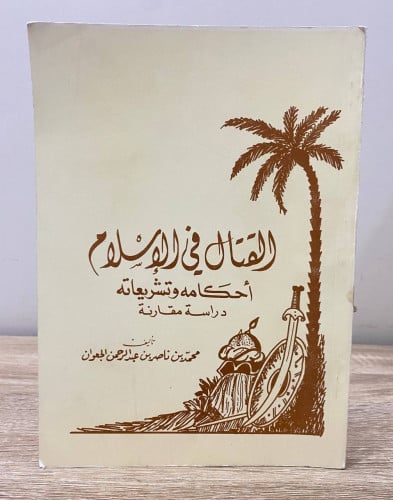 القتال في الإسلام
أحكامه وتشريعاته
دراسة مقارنة
تأليف
محمد بن ناصر بن عبد الرحمن الجعوان